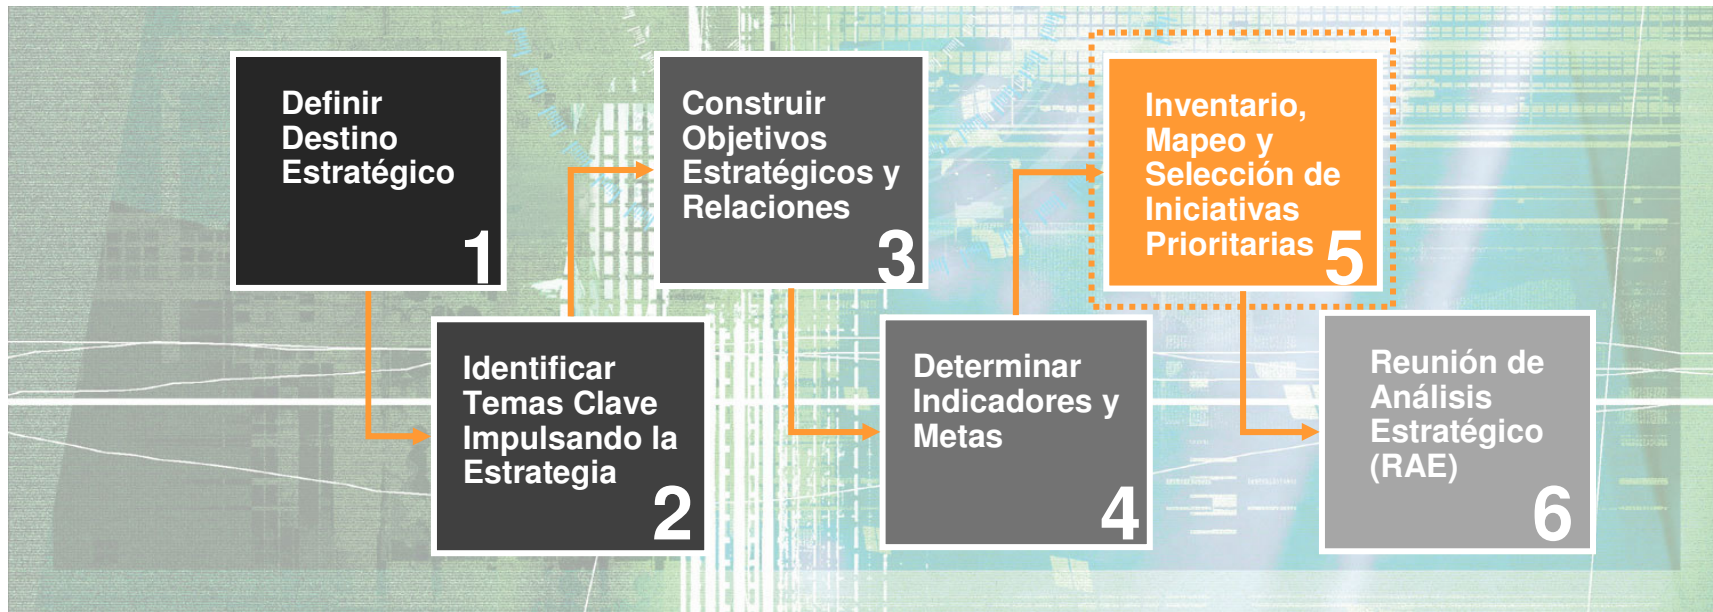 Definir
Destino
Estratégico
1
Identificar
Temas Clave
Impulsando la
Estrategia
2
Construir
Objetivos
Estratégicos y
Relaciones
3
Determinar
Indicadores y
Metas
4
Inventario,
Mapeo y
Selección de
Iniciativas
Prioritarias
5
Reunión de
Análisis
Estratégico
(RAE)
6